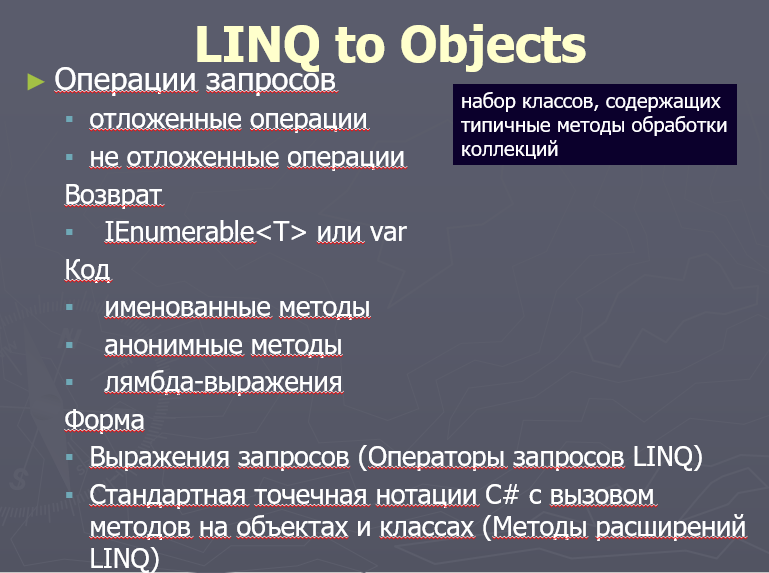 LINQ to Objects
► Операции запросов
▪ отложенные операции
▪ не отложенные операции
набор классов, содержащих
типичные методы обработки
коллекций
Возврат
▪ IEnumerable<T> или var
Код
▪ именованные методы
▪ анонимные методы
▪ лямбда-выражения
Форма
▪ Выражения запросов (Операторы запросов LINQ)
▪ Стандартная точечная нотации C# с вызовом
методов на объектах и классах (Методы расширений
LINQ)